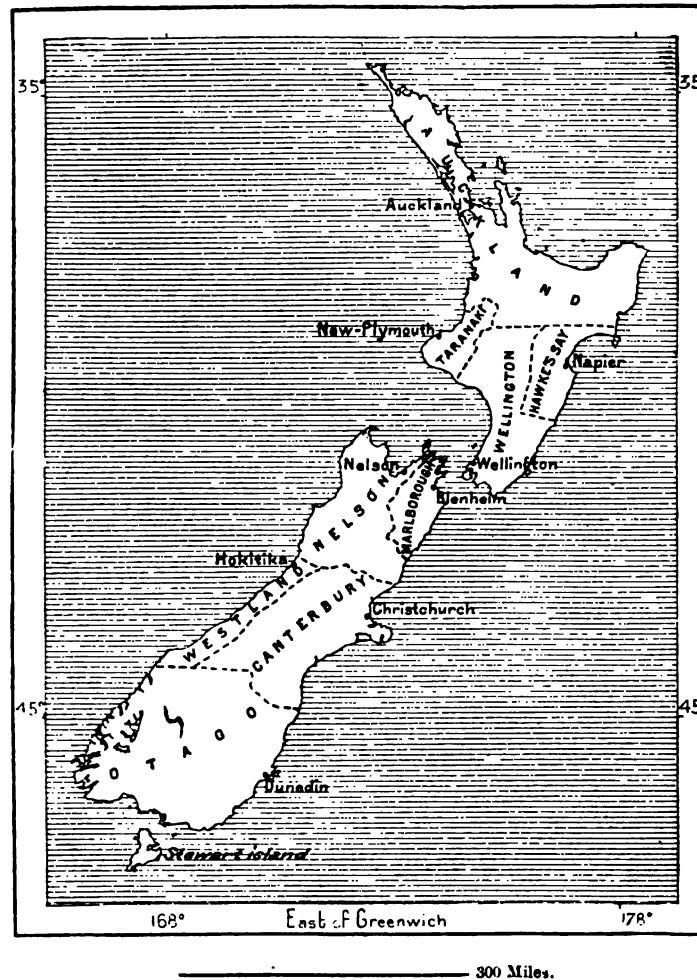 35°
35
AUCKLAND
Auckland
New-Plymouth
TARANAKI
WELLINGTON
HAWKE'S BAY
Napier
Nelson
Wellington
MARLBOROUGH
Blenheim
NELSON
Hokitika
WESTLAND
CANTERBURY
Christchurch
45°
45
OTAGO
Dunedin
Stewart island
168°
East of Greenwich
178°
300 Miles.